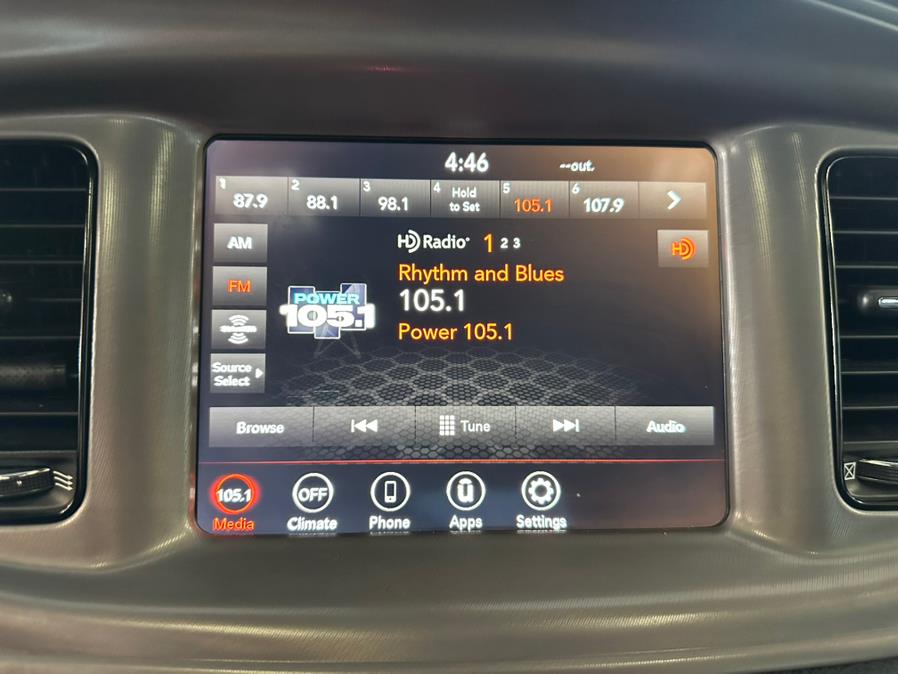 4:46 --out.
1 87.9 2 88.1 3 98.1 4 Hold to Set 5 105.1 6 107.9
AM
HD Radio 1 2 3
HD
Rhythm and Blues
FM
105.1
POWER
105.1
Power 105.1
Source
Select
Browse Tune Audio
105.1 OFF û
Media Climate Phone Apps Settings